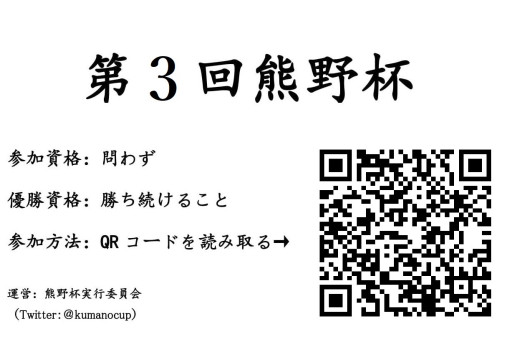 第3回熊野杯
参加資格: 問わず
優勝資格: 勝ち続けること
参加方法: QRコードを読み取る→
運営: 熊野杯実行委員会
(Twitter: @kumanocup)